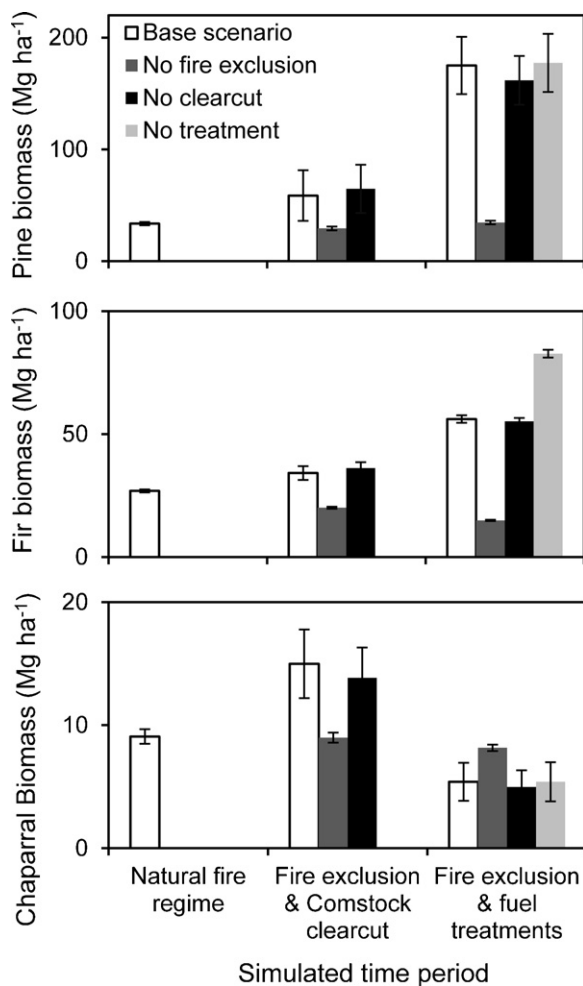 Pine biomass (Mg ha⁻¹)
200
100
0
Base scenario
No fire exclusion
No clearcut
No treatment
Fir biomass (Mg ha⁻¹)
100
50
0
Chaparral Biomass (Mg ha⁻¹)
20
10
0
Natural fire
regime
Fire exclusion
& Comstock
clearcut
Fire exclusion
& fuel
treatments
Simulated time period